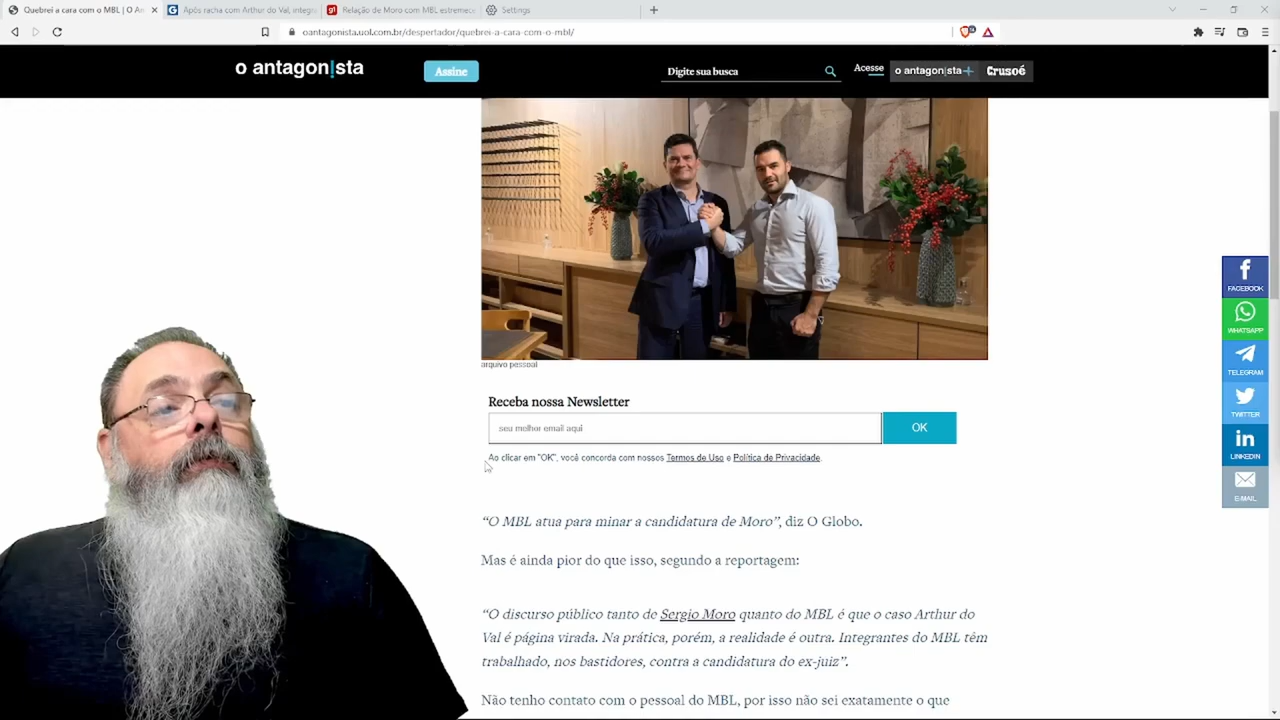 Quebrei a cara com o MBL | O An
Após racha com Arthur do Val, integra
Relação de Moro com MBL estremece
Settings
oantagonista.uol.com.br/despertador/quebrei-a-cara-com-o-mbl/
o antagon!sta
Assine
Digite sua busca
Acesse
o antagon|sta+
Crusoé
arquivo pessoal
Receba nossa Newsletter
seu melhor email aqui
OK
Ao clicar em "OK", você concorda com nossos Termos de Uso e Política de Privacidade.
“O MBL atua para minar a candidatura de Moro”, diz O Globo.
Mas é ainda pior do que isso, segundo a reportagem:
“O discurso público tanto de Sergio Moro quanto do MBL é que o caso Arthur do
Val é página virada. Na prática, porém, a realidade é outra. Integrantes do MBL têm
trabalhado, nos bastidores, contra a candidatura do ex-juiz”.
Não tenho contato com o pessoal do MBL, por isso não sei exatamente o que
FACEBOOK
WHATSAPP
TELEGRAM
TWITTER
LINKEDIN
E-MAIL